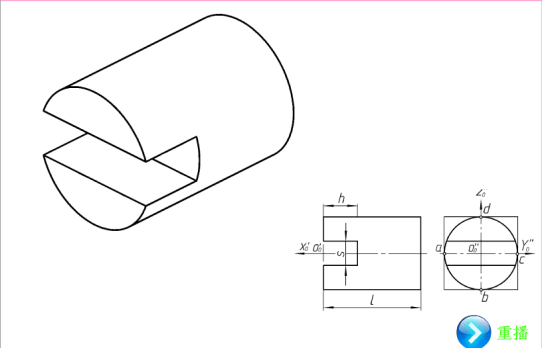 Z₀"
h
d
X₀' O₀' s a O₀" Y₀"
c
l
b
重播